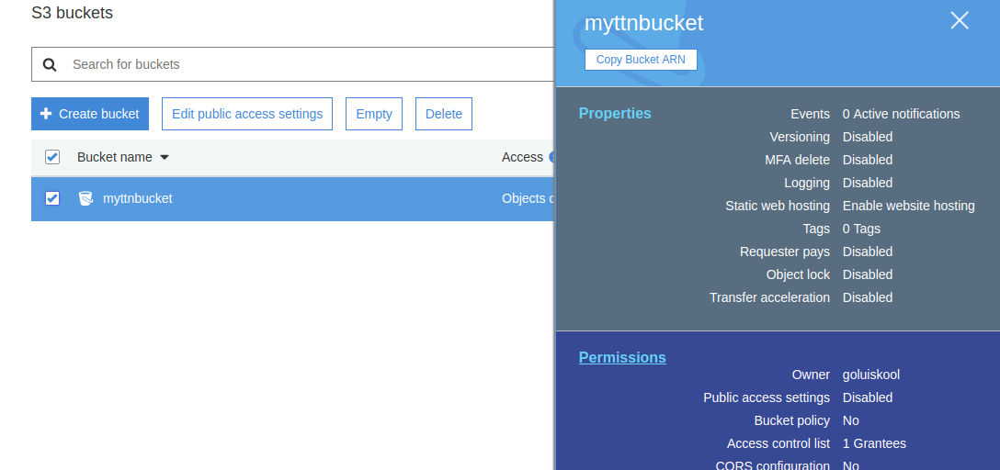 S3 buckets
Search for buckets
Create bucket
Edit public access settings
Empty
Delete
Bucket name
Access
myttnbucket
Objects
myttnbucket
Copy Bucket ARN
Properties
Events 0 Active notifications
Versioning Disabled
MFA delete Disabled
Logging Disabled
Static web hosting Enable website hosting
Tags 0 Tags
Requester pays Disabled
Object lock Disabled
Transfer acceleration Disabled
Permissions
Owner goluiskool
Public access settings Disabled
Bucket policy No
Access control list 1 Grantees
CORS configuration No